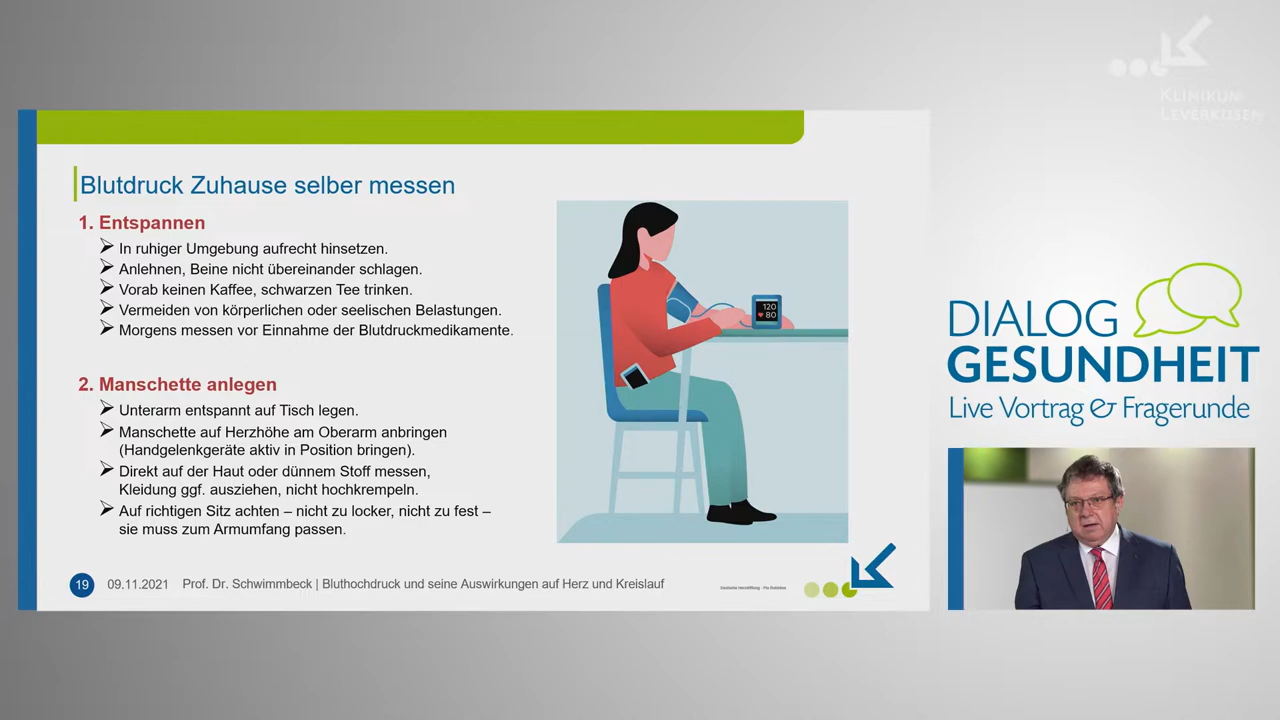 KLINIKUM
LEVERKUSEN
Blutdruck Zuhause selber messen
1. Entspannen
In ruhiger Umgebung aufrecht hinsetzen.
Anlehnen, Beine nicht übereinander schlagen.
Vorab keinen Kaffee, schwarzen Tee trinken.
Vermeiden von körperlichen oder seelischen Belastungen.
Morgens messen vor Einnahme der Blutdruckmedikamente.
2. Manschette anlegen
Unterarm entspannt auf Tisch legen.
Manschette auf Herzhöhe am Oberarm anbringen
(Handgelenkgeräte aktiv in Position bringen).
Direkt auf der Haut oder dünnem Stoff messen,
Kleidung ggf. ausziehen, nicht hochkrempeln.
Auf richtigen Sitz achten – nicht zu locker, nicht zu fest –
sie muss zum Armumfang passen.
120
80
19 09.11.2021 Prof. Dr. Schwimmbeck | Bluthochdruck und seine Auswirkungen auf Herz und Kreislauf
DIALOG
GESUNDHEIT
Live Vortrag & Fragerunde